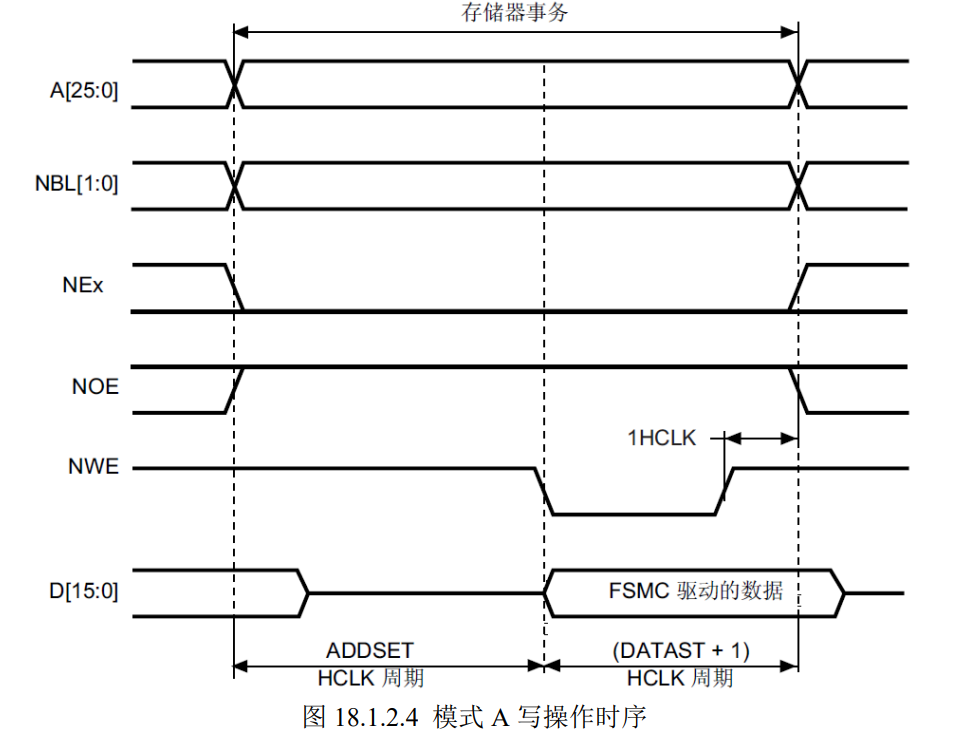 存储器事务
A[25:0]
NBL[1:0]
NEx
NOE
1HCLK
NWE
D[15:0]
FSMC 驱动的数据
ADDSET
HCLK 周期
(DATAST + 1)
HCLK 周期
图 18.1.2.4 模式 A 写操作时序